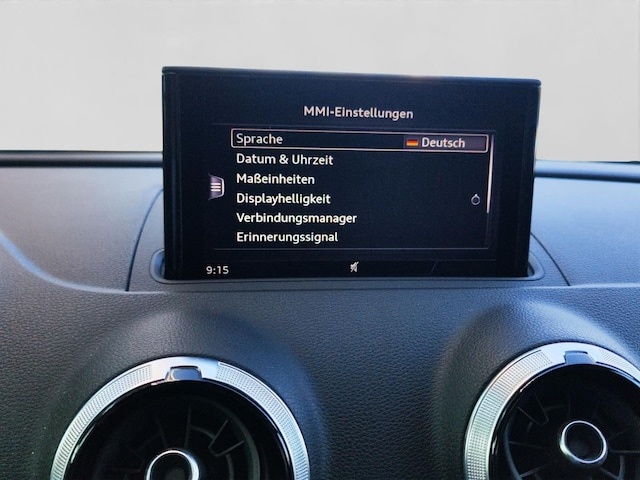 MMI-Einstellungen
Sprache Deutsch
Datum & Uhrzeit
Maßeinheiten
Displayhelligkeit
Verbindungsmanager
Erinnerungssignal
9:15